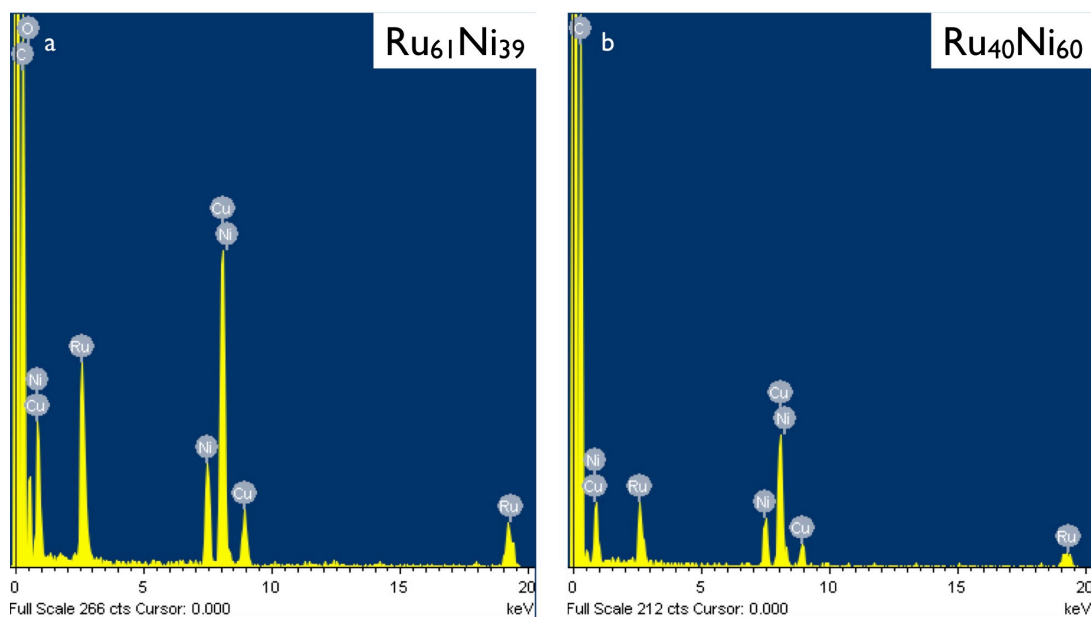 a
Ru₆₁Ni₃₉
O
C
Cu
Ni
Ru
Ni
Cu
Ni
Cu
Ru
0 5 10 15 20
Full Scale 266 cts Cursor: 0.000 keV
b
Ru₄₀Ni₆₀
C
Cu
Ni
Ni
Cu
Ru
Ni
Cu
Ru
0 5 10 15 20
Full Scale 212 cts Cursor: 0.000 keV